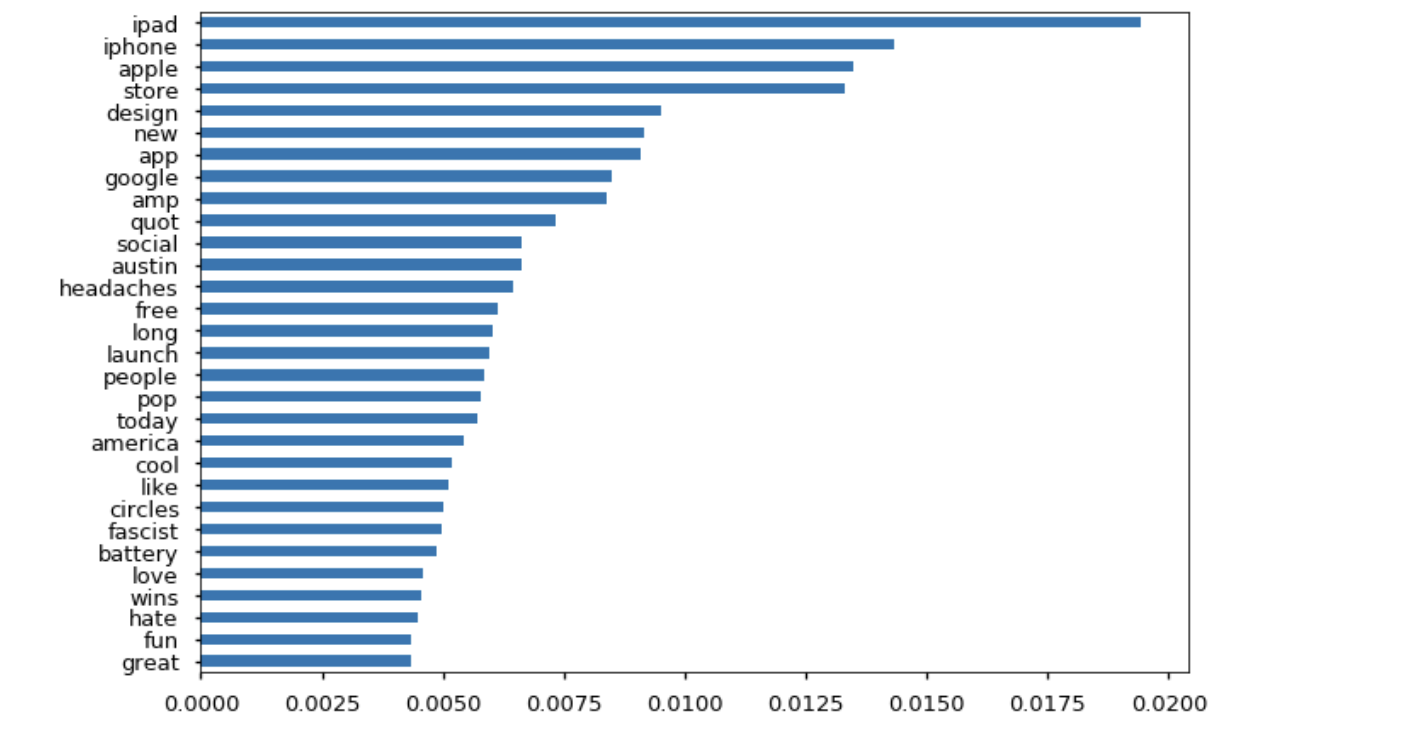 ipad
iphone
apple
store
design
new
app
google
amp
quot
social
austin
headaches
free
long
launch
people
pop
today
america
cool
like
circles
fascist
battery
love
wins
hate
fun
great
0.0000 0.0025 0.0050 0.0075 0.0100 0.0125 0.0150 0.0175 0.0200